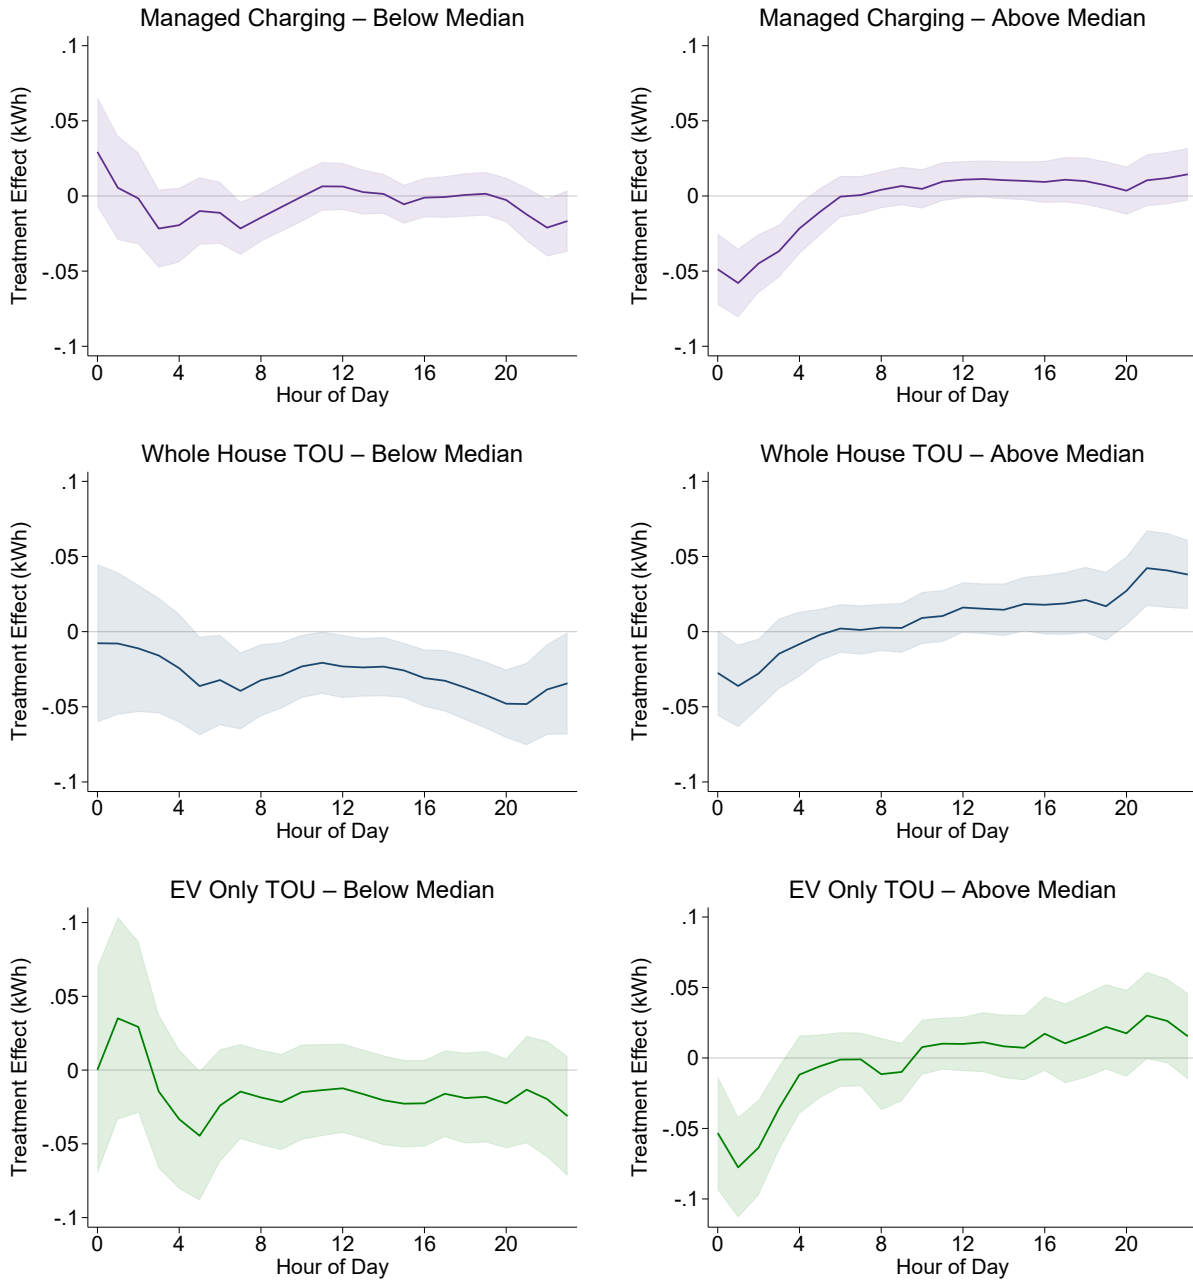 Managed Charging – Below Median
Treatment Effect (kWh)
.1
.05
0
-.05
-.1
0 4 8 12 16 20
Hour of Day
Managed Charging – Above Median
Treatment Effect (kWh)
.1
.05
0
-.05
-.1
0 4 8 12 16 20
Hour of Day
Whole House TOU – Below Median
Treatment Effect (kWh)
.1
.05
0
-.05
-.1
0 4 8 12 16 20
Hour of Day
Whole House TOU – Above Median
Treatment Effect (kWh)
.1
.05
0
-.05
-.1
0 4 8 12 16 20
Hour of Day
EV Only TOU – Below Median
Treatment Effect (kWh)
.1
.05
0
-.05
-.1
0 4 8 12 16 20
Hour of Day
EV Only TOU – Above Median
Treatment Effect (kWh)
.1
.05
0
-.05
-.1
0 4 8 12 16 20
Hour of Day